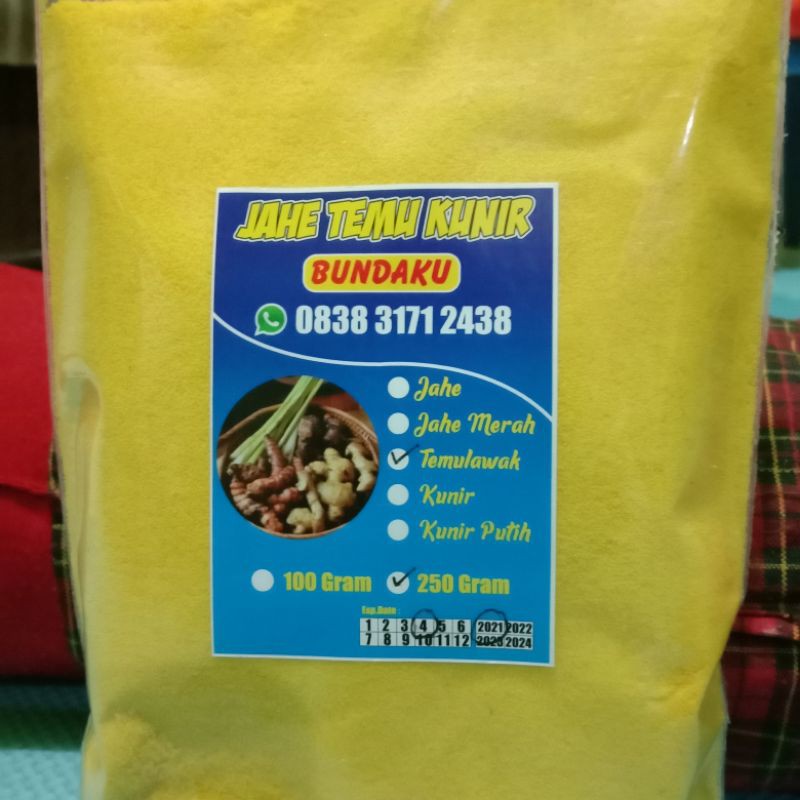 JAHE TEMU KUNIR
BUNDAKU
0838 3171 2438
Jahe
Jahe Merah
Temulawak
Kunir
Kunir Putih
100 Gram 250 Gram
Exp.Date :
1 2 3 4 5 6 2021 2022
7 8 9 10 11 12 2023 2024